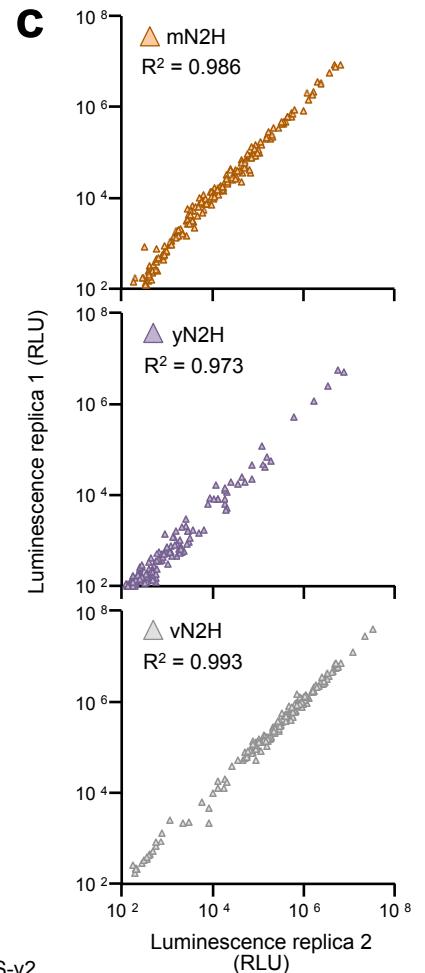 C
10 8
mN2H
R² = 0.986
10 6
10 4
10 2
10 8
yN2H
R² = 0.973
10 6
10 4
10 2
10 8
vN2H
R² = 0.993
10 6
10 4
10 2
10 2 10 4 10 6 10 8
Luminescence replica 1 (RLU)
Luminescence replica 2
(RLU)
S-v2